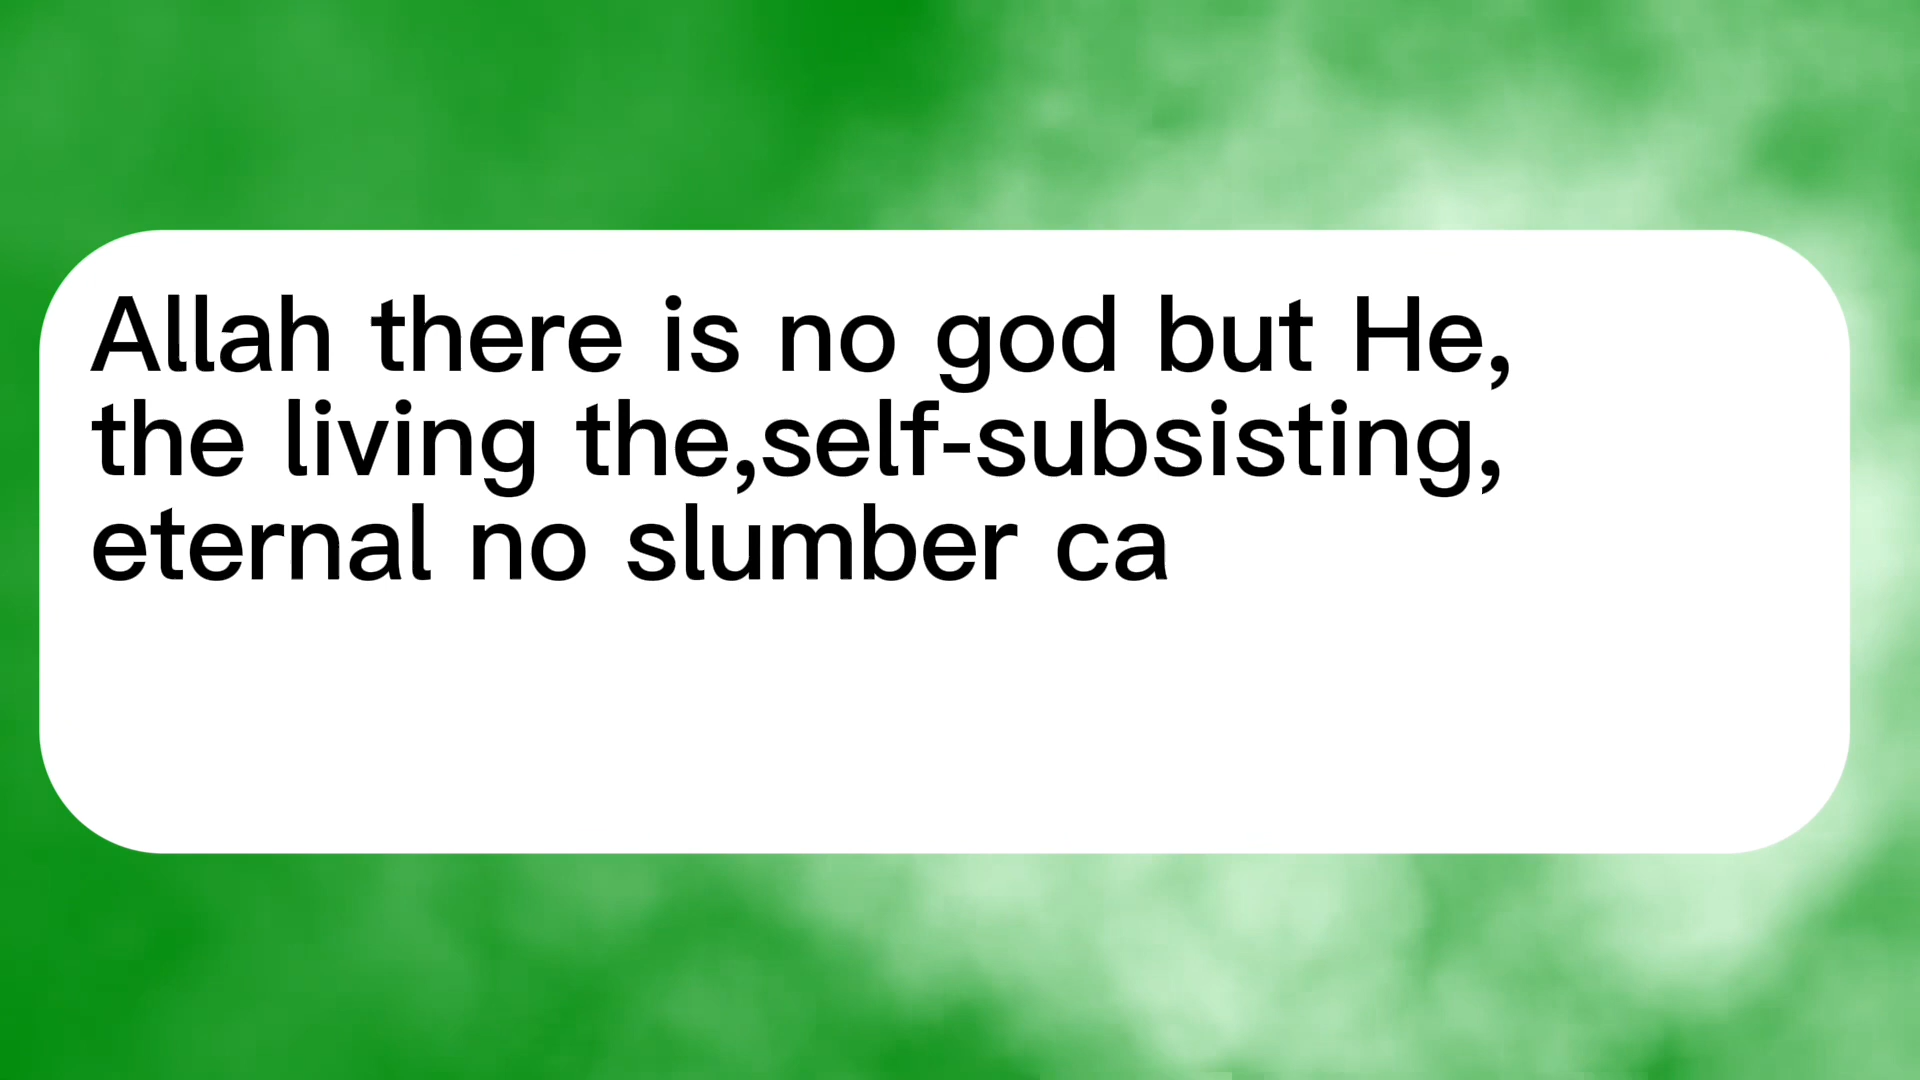 Allah there is no god but He,
the living the,self-subsisting,
eternal no slumber ca